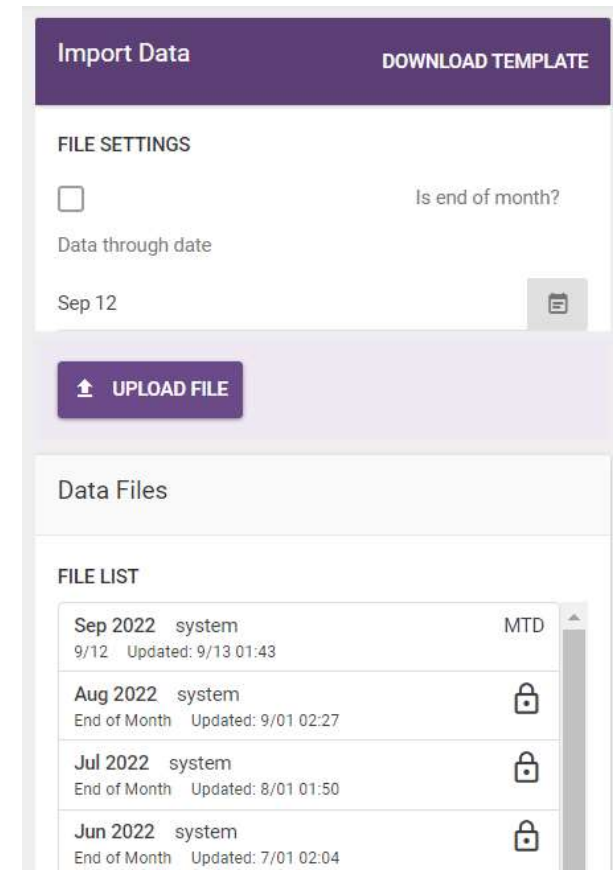 Import Data DOWNLOAD TEMPLATE
FILE SETTINGS
Is end of month?
Data through date
Sep 12
UPLOAD FILE
Data Files
FILE LIST
Sep 2022 system MTD
9/12 Updated: 9/13 01:43
Aug 2022 system
End of Month Updated: 9/01 02:27
Jul 2022 system
End of Month Updated: 8/01 01:50
Jun 2022 system
End of Month Updated: 7/01 02:04